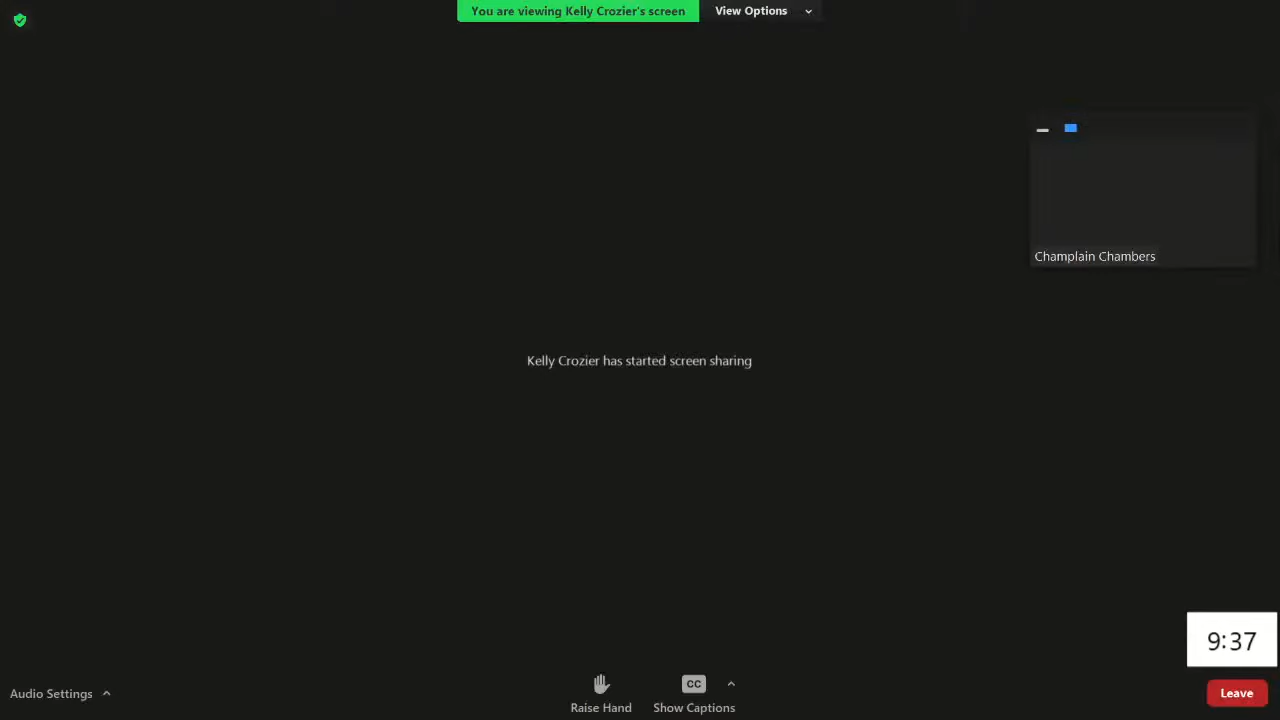 You are viewing Kelly Crozier's screen
View Options
Champlain Chambers
Kelly Crozier has started screen sharing
9:37
Audio Settings
Raise Hand
CC
Show Captions
Leave